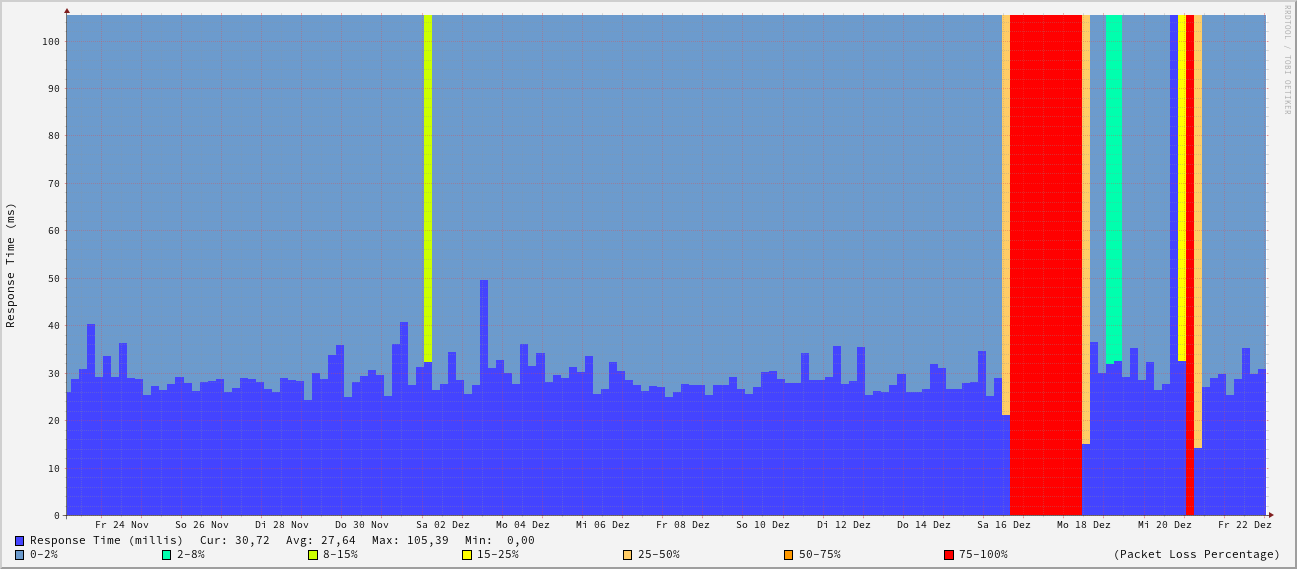 RRDTOOL / TOBI OETIKER
Response Time (ms)
100
90
80
70
60
50
40
30
20
10
0
Fr 24 Nov So 26 Nov Di 28 Nov Do 30 Nov Sa 02 Dez Mo 04 Dez Mi 06 Dez Fr 08 Dez So 10 Dez Di 12 Dez Do 14 Dez Sa 16 Dez Mo 18 Dez Mi 20 Dez Fr 22 Dez
Response Time (millis) Cur: 30,72 Avg: 27,64 Max: 105,39 Min: 0,00
0-2% 2-8% 8-15% 15-25% 25-50% 50-75% 75-100% (Packet Loss Percentage)